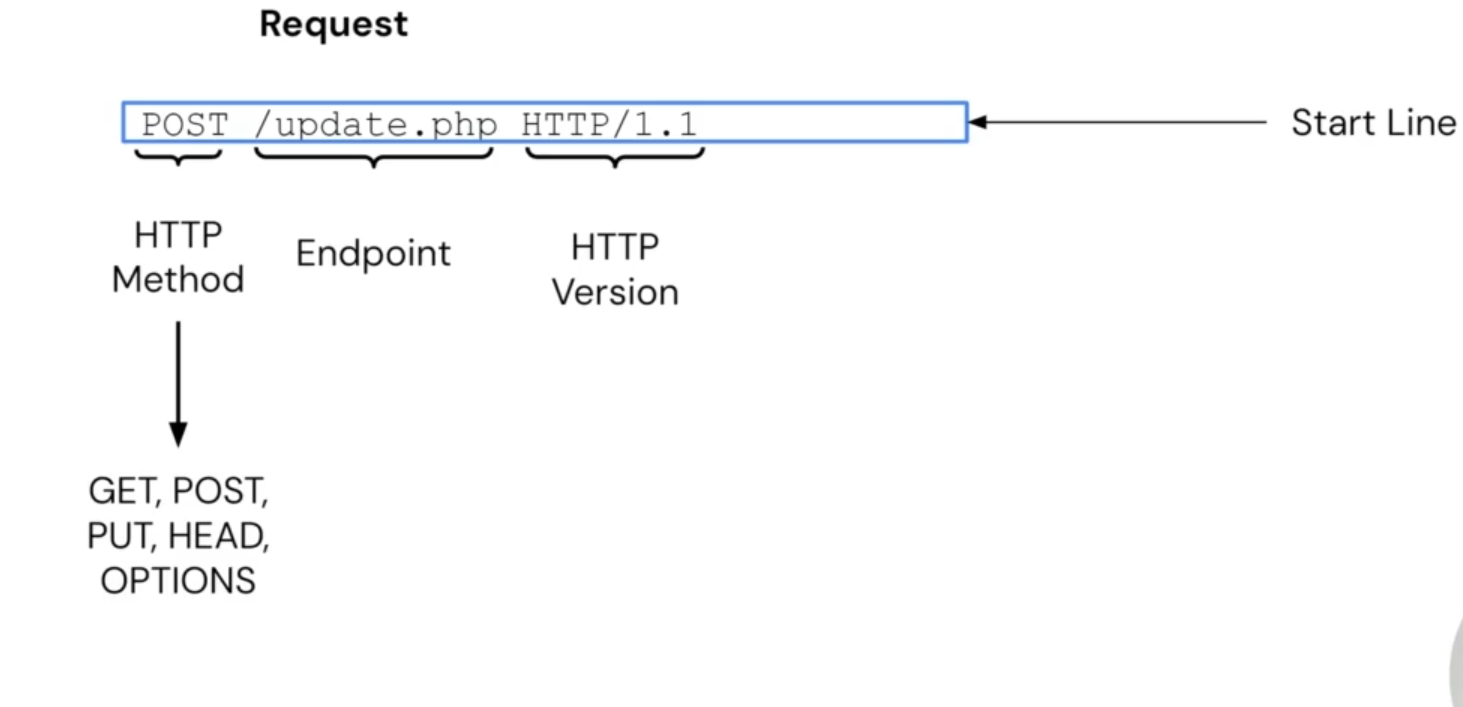 Request
POST /update.php HTTP/1.1
Start Line
HTTP
Method
Endpoint
HTTP
Version
GET, POST,
PUT, HEAD,
OPTIONS